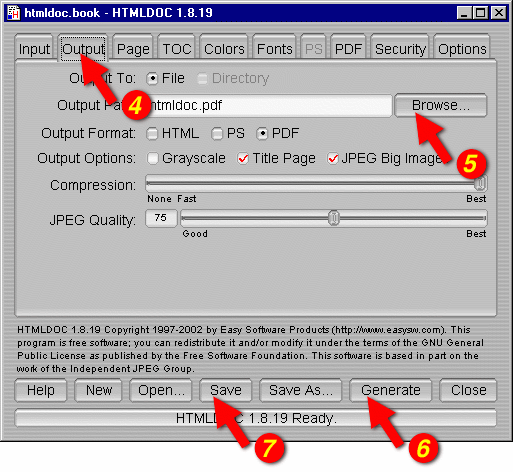 htmldoc.book - HTMLDOC 1.8.19
Input Output Page TOC Colors Fonts PS PDF Security Options
4
Output To: File Directory
Output htmldoc.pdf Browse...
5
Output Format: HTML PS PDF
Output Options: Grayscale Title Page JPEG Big
Compression:
None Fast Best
JPEG Quality: 75
Good Best
HTMLDOC 1.8.19 Copyright 1997-2002 by Easy Software Products (http://www.easysw.com). This
program is free software; you can redistribute it and/or modify it under the terms of the GNU General
Public License as published by the Free Software Foundation. This software is based in part on the
work of the Independent JPEG Group.
Help New Open... Save Save As... Generate Close
HTMLDOC 1.8.19 Ready.
7 6